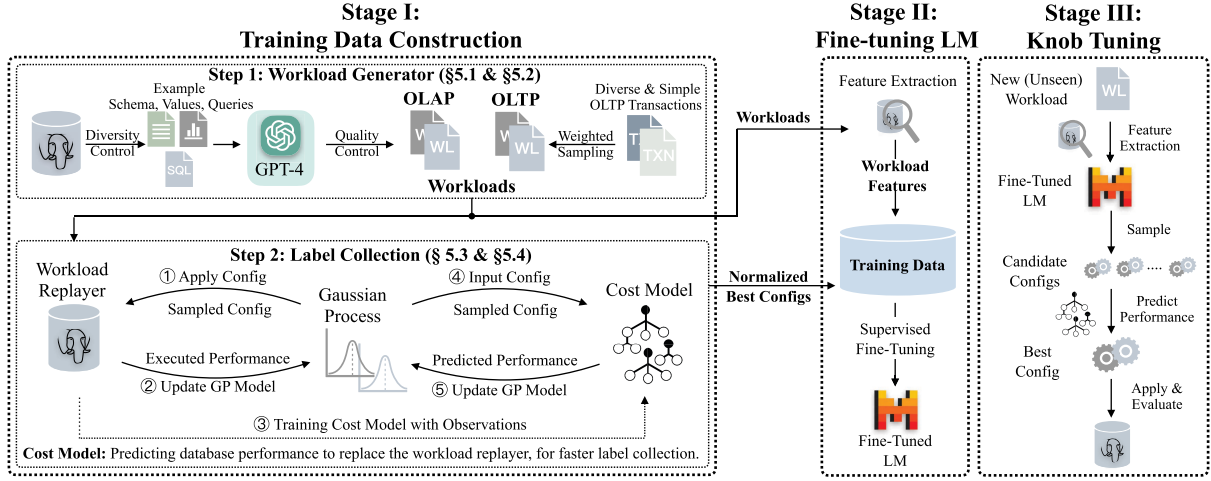 Stage I:
Training Data Construction
Step 1: Workload Generator (§5.1 & §5.2)
Diversity
Control
Example
Schema, Values, Queries
SQL
GPT-4
Quality
Control
OLAP
WL
WL
OLTP
WL
WL
Weighted
Sampling
Diverse & Simple
OLTP Transactions
TXN
Workloads
Step 2: Label Collection (§ 5.3 & §5.4)
Workload
Replayer
① Apply Config
Sampled Config
Executed Performance
② Update GP Model
Gaussian
Process
④ Input Config
Sampled Config
Predicted Performance
⑤ Update GP Model
Cost Model
③ Training Cost Model with Observations
Cost Model: Predicting database performance to replace the workload replayer, for faster label collection.
Workloads
Normalized
Best Configs
Stage II:
Fine-tuning LM
Feature Extraction
Workload
Features
Training Data
Supervised
Fine-Tuning
Fine-Tuned
LM
Stage III:
Knob Tuning
New (Unseen)
Workload
WL
Feature
Extraction
Fine-Tuned
LM
Sample
Candidate
Configs
....
Predict
Performance
Best
Config
Apply &
Evaluate